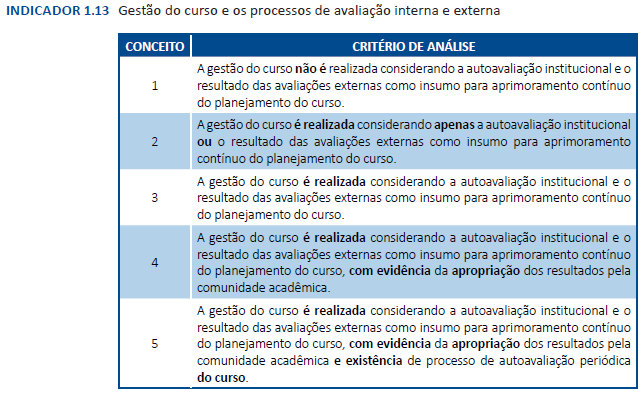 INDICADOR 1.13 Gestão do curso e os processos de avaliação interna e externa
CONCEITO CRITÉRIO DE ANÁLISE
1
A gestão do curso não é realizada considerando a autoavaliação institucional e o
resultado das avaliações externas como insumo para aprimoramento contínuo
do planejamento do curso.
2
A gestão do curso é realizada considerando apenas a autoavaliação institucional
ou o resultado das avaliações externas como insumo para aprimoramento
contínuo do planejamento do curso.
3
A gestão do curso é realizada considerando a autoavaliação institucional e o
resultado das avaliações externas como insumo para aprimoramento contínuo
do planejamento do curso.
4
A gestão do curso é realizada considerando a autoavaliação institucional e o
resultado das avaliações externas como insumo para aprimoramento contínuo
do planejamento do curso, com evidência da apropriação dos resultados pela
comunidade acadêmica.
5
A gestão do curso é realizada considerando a autoavaliação institucional e o
resultado das avaliações externas como insumo para aprimoramento contínuo
do planejamento do curso, com evidência da apropriação dos resultados pela
comunidade acadêmica e existência de processo de autoavaliação periódica
do curso.